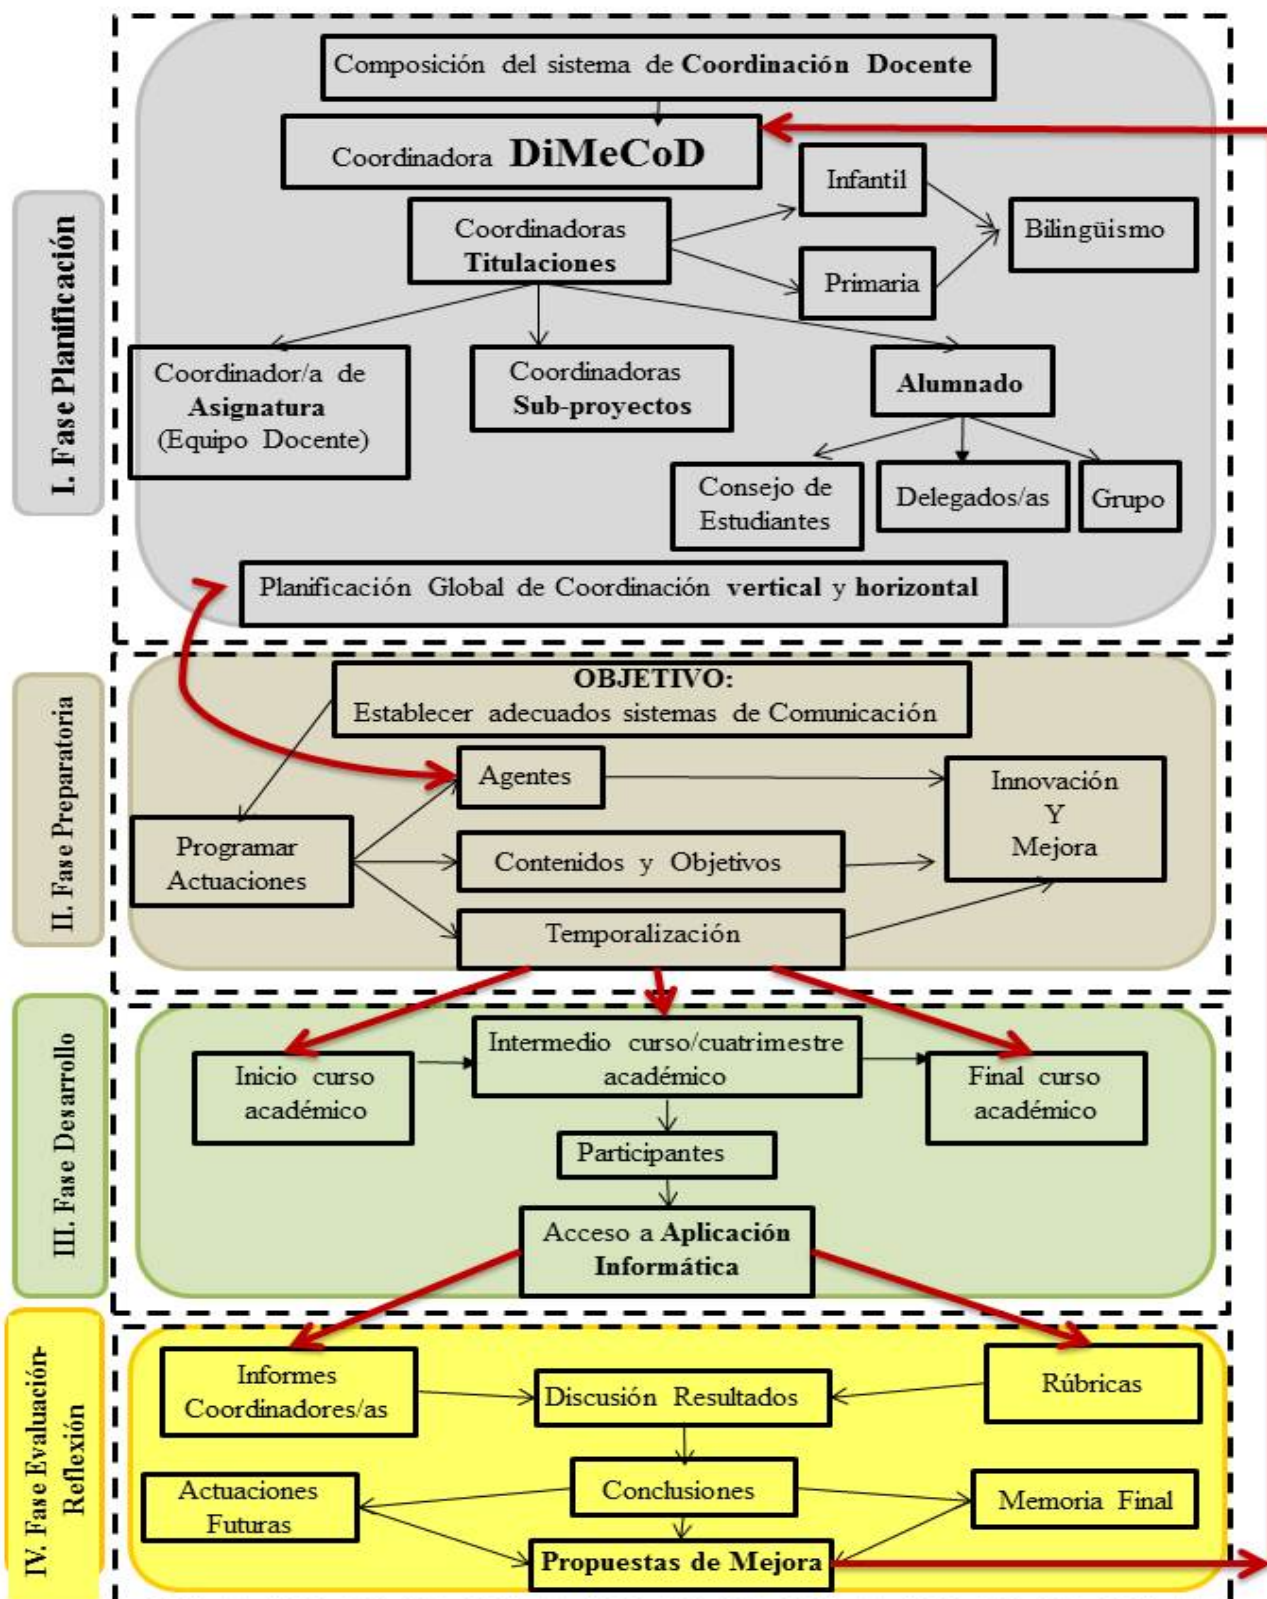 I. Fase Planificación
Composición del sistema de Coordinación Docente
Coordinadora DiMeCoD
Infantil
Coordinadoras
Titulaciones
Bilingüismo
Primaria
Coordinador/a de
Asignatura
(Equipo Docente)
Coordinadoras
Sub-proyectos
Alumnado
Consejo de
Estudiantes
Delegados/as
Grupo
Planificación Global de Coordinación vertical y horizontal
II. Fase Preparatoria
OBJETIVO:
Establecer adecuados sistemas de Comunicación
Agentes
Innovación
Y
Mejora
Programar
Actuaciones
Contenidos y Objetivos
Temporalización
III. Fase Desarrollo
Inicio curso
académico
Intermedio curso/cuatrimestre
académico
Final curso
académico
Participantes
Acceso a Aplicación
Informática
IV. Fase Evaluación-
Reflexión
Informes
Coordinadores/as
Discusión Resultados
Rúbricas
Actuaciones
Futuras
Conclusiones
Memoria Final
Propuestas de Mejora